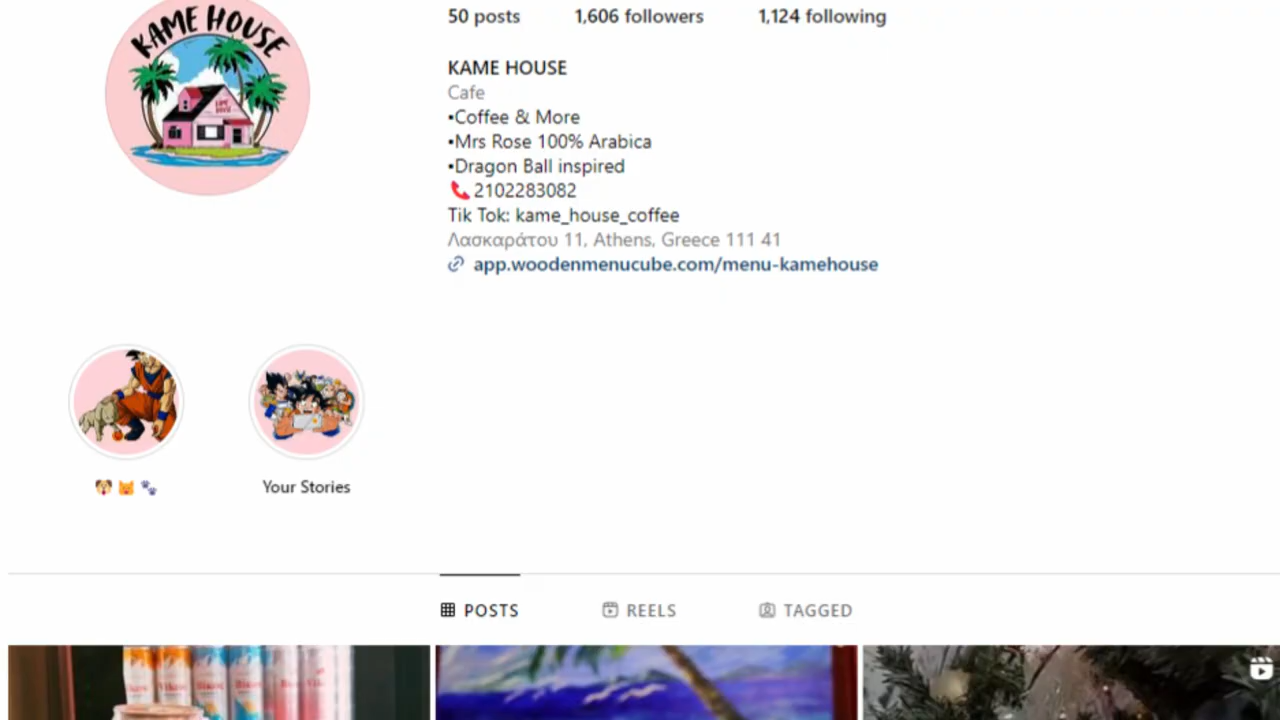 KAME HOUSE
50 posts 1,606 followers 1,124 following
KAME HOUSE
Cafe
•Coffee & More
•Mrs Rose 100% Arabica
•Dragon Ball inspired
📞2102283082
Tik Tok: kame_house_coffee
Λασκαράτου 11, Athens, Greece 111 41
app.woodenmenucube.com/menu-kamehouse
🐶 🐱 🐾 Your Stories
POSTS REELS TAGGED